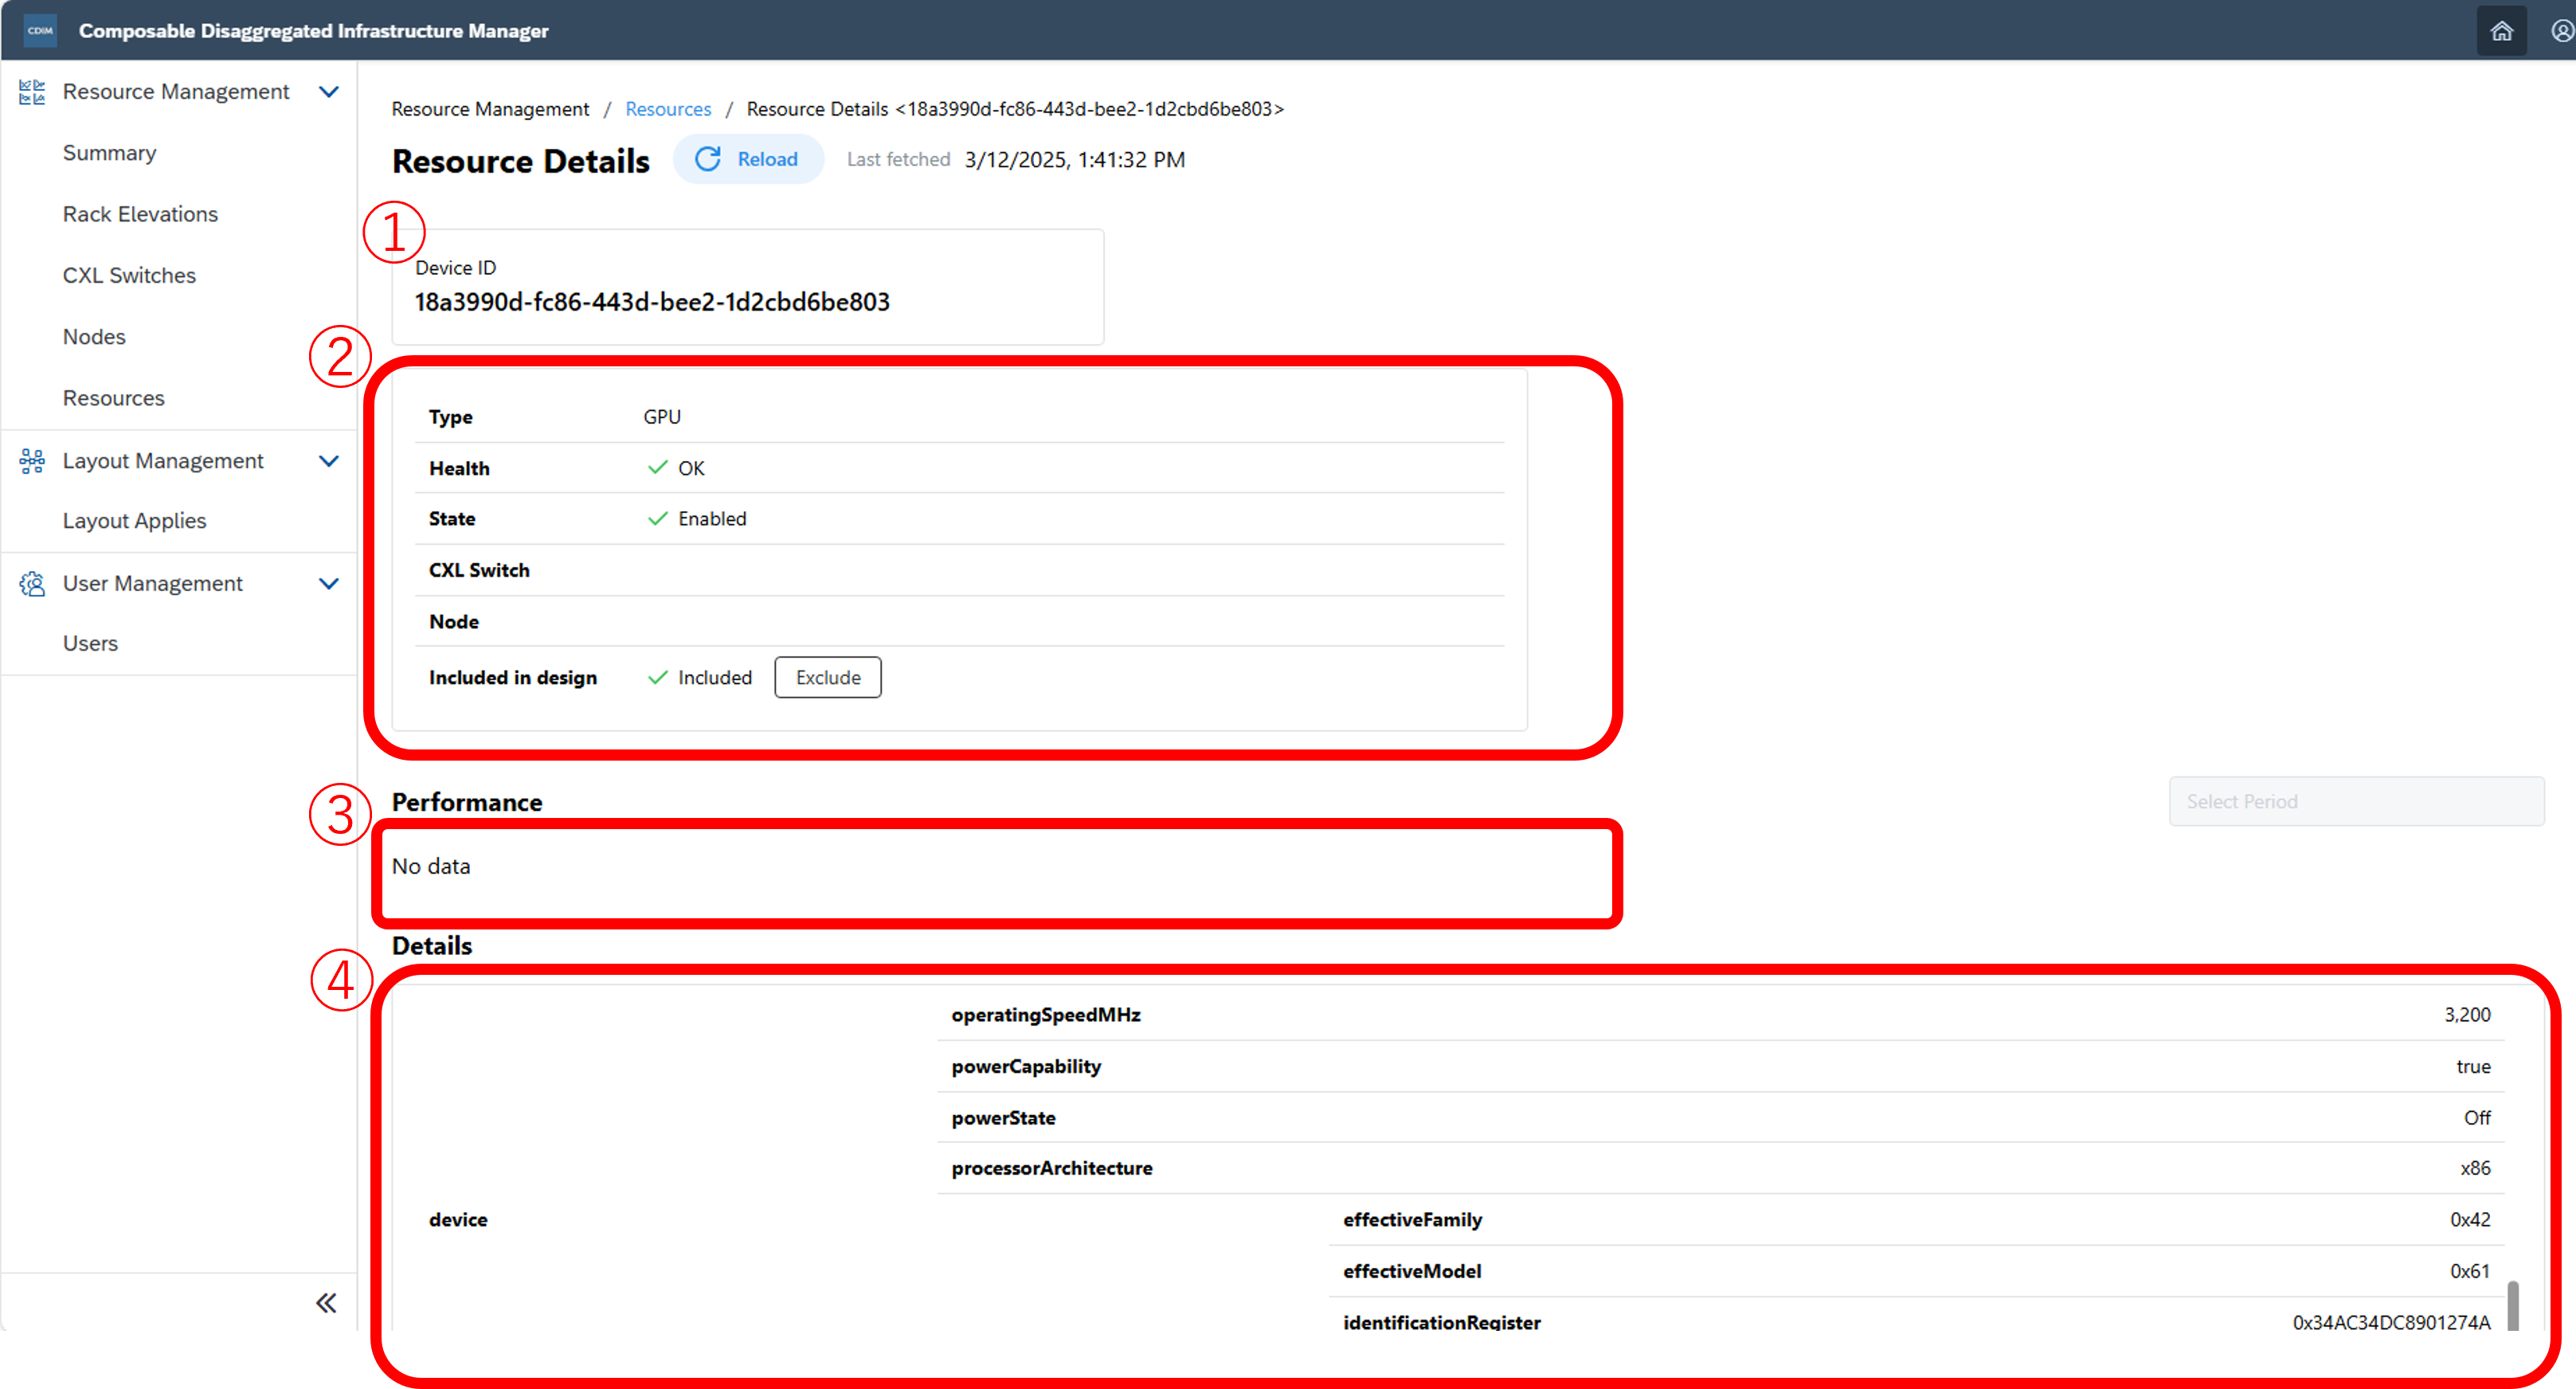 CDIM Composable Disaggregated Infrastructure Manager
Resource Management
Summary
Rack Elevations
CXL Switches
Nodes
Resources
Layout Management
Layout Applies
User Management
Users
Resource Management / Resources / Resource Details <18a3990d-fc86-443d-bee2-1d2cbd6be803>
Resource Details Reload Last fetched 3/12/2025, 1:41:32 PM
①
Device ID
18a3990d-fc86-443d-bee2-1d2cbd6be803
②
Type GPU
Health OK
State Enabled
CXL Switch
Node
Included in design Included Exclude
③
Performance Select Period
No data
Details
④
operatingSpeedMHz 3,200
powerCapability true
powerState Off
processorArchitecture x86
device effectiveFamily 0x42
effectiveModel 0x61
identificationRegister 0x34AC34DC8901274A